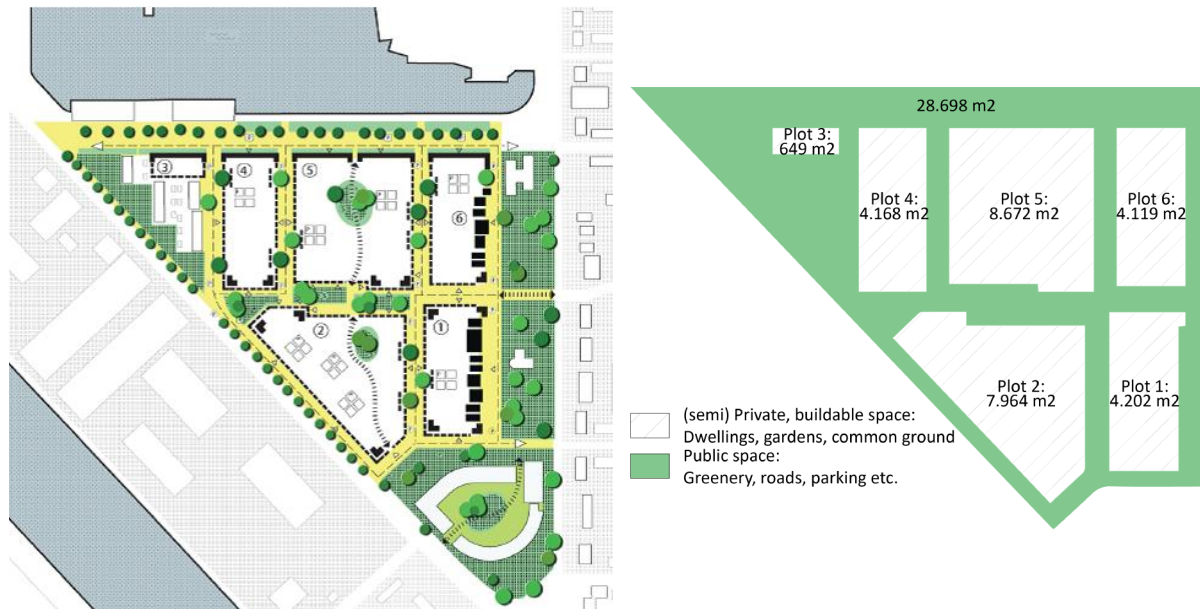 ③
④
⑤
⑥
②
①
28.698 m2
Plot 3:
649 m2
Plot 4:
4.168 m2
Plot 5:
8.672 m2
Plot 6:
4.119 m2
Plot 2:
7.964 m2
Plot 1:
4.202 m2
(semi) Private, buildable space:
Dwellings, gardens, common ground
Public space:
Greenery, roads, parking etc.